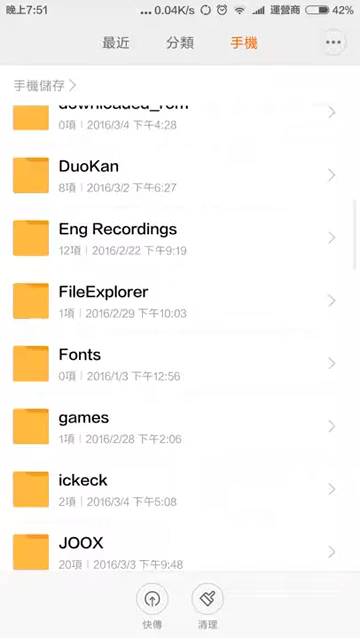 晚上7:51 ... 0.04K/s 運營商 42%
最近 分類 手機
手機儲存
downloaded_rom
0項 | 2016/3/4 下午4:28
DuoKan
8項 | 2016/3/2 下午6:27
Eng Recordings
12項 | 2016/2/22 下午9:19
FileExplorer
1項 | 2016/2/29 下午10:03
Fonts
0項 | 2016/1/3 下午12:56
games
1項 | 2016/2/28 下午2:06
ickeck
2項 | 2016/3/4 下午5:08
JOOX
20項 | 2016/3/3 下午9:48
快傳 清理